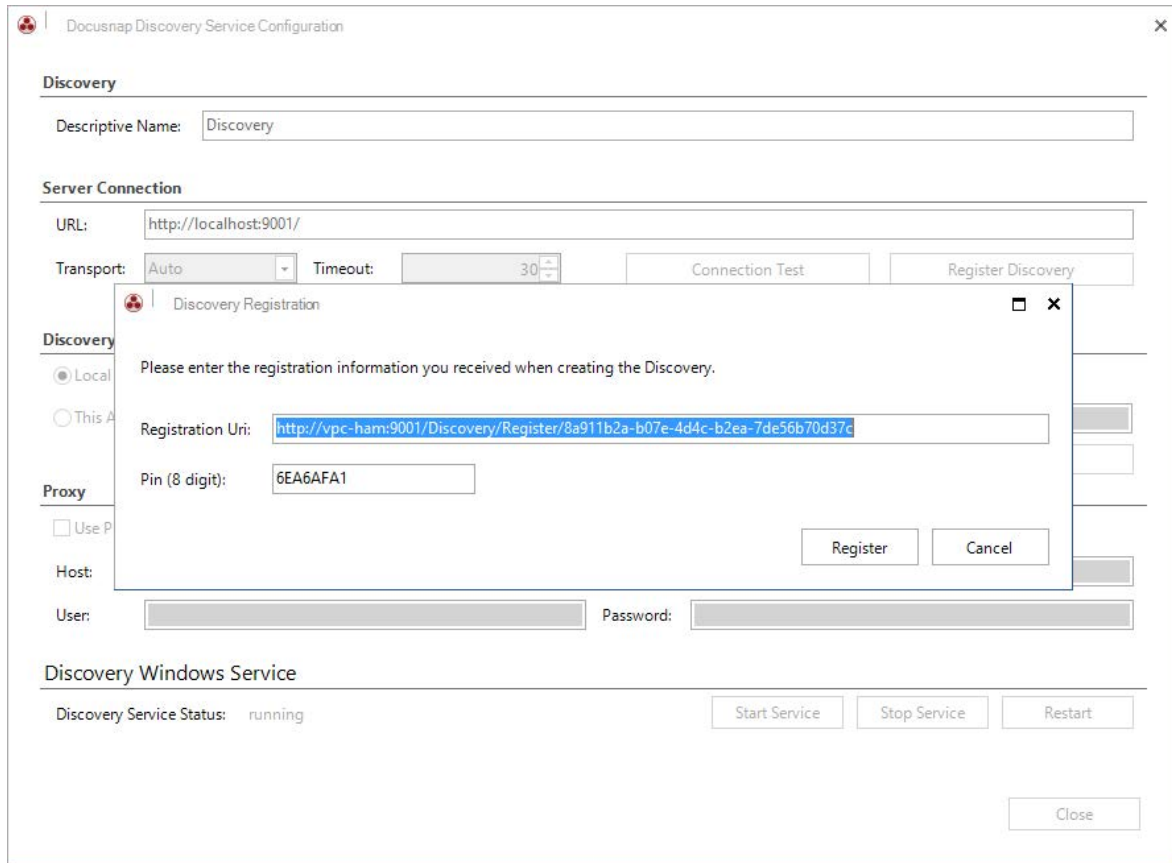 Docusnap Discovery Service Configuration
Discovery
Descriptive Name: Discovery
Server Connection
URL: http://localhost:9001/
Transport: Auto Timeout: 30 Connection Test Register Discovery
Discovery Registration
Discovery
Please enter the registration information you received when creating the Discovery.
Local
This A
Registration Uri: http://vpc-ham:9001/Discovery/Register/8a911b2a-b07e-4d4c-b2ea-7de56b70d37c
Pin (8 digit): 6EA6AFA1
Proxy
Use P
Register Cancel
Host:
User: Password:
Discovery Windows Service
Discovery Service Status: running Start Service Stop Service Restart
Close